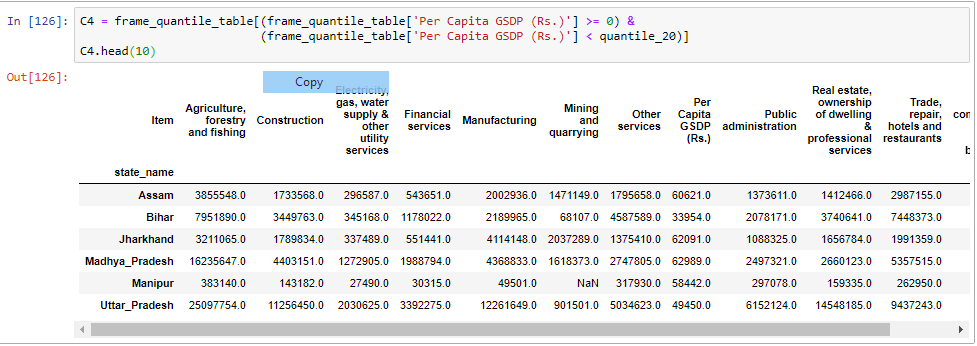 In [126]: C4 = frame_quantile_table[(frame_quantile_table['Per Capita GSDP (Rs.)'] >= 0) &
(frame_quantile_table['Per Capita GSDP (Rs.)'] < quantile_20)]
C4.head(10)
Out[126]:
Copy
Item Agriculture, forestry and fishing Construction Electricity, gas, water supply & other utility services Financial services Manufacturing Mining and quarrying Other services Per Capita GSDP (Rs.) Public administration Real estate, ownership of dwelling & professional services Trade, repair, hotels and restaurants com b
state_name
Assam 3855548.0 1733568.0 296587.0 543651.0 2002936.0 1471149.0 1795658.0 60621.0 1373611.0 1412466.0 2987155.0
Bihar 7951890.0 3449763.0 345168.0 1178022.0 2189965.0 68107.0 4587589.0 33954.0 2078171.0 3740641.0 7448373.0
Jharkhand 3211065.0 1789834.0 337489.0 551441.0 4114148.0 2037289.0 1375410.0 62091.0 1088325.0 1656784.0 1991359.0
Madhya_Pradesh 16235647.0 4403151.0 1272905.0 1988794.0 4368833.0 1618373.0 2747805.0 62989.0 2497321.0 2660123.0 5357515.0
Manipur 383140.0 143182.0 27490.0 30315.0 49501.0 NaN 317930.0 58442.0 297078.0 159335.0 262950.0
Uttar_Pradesh 25097754.0 11256450.0 2030625.0 3392275.0 12261649.0 901501.0 5034623.0 49450.0 6152124.0 14548185.0 9437243.0